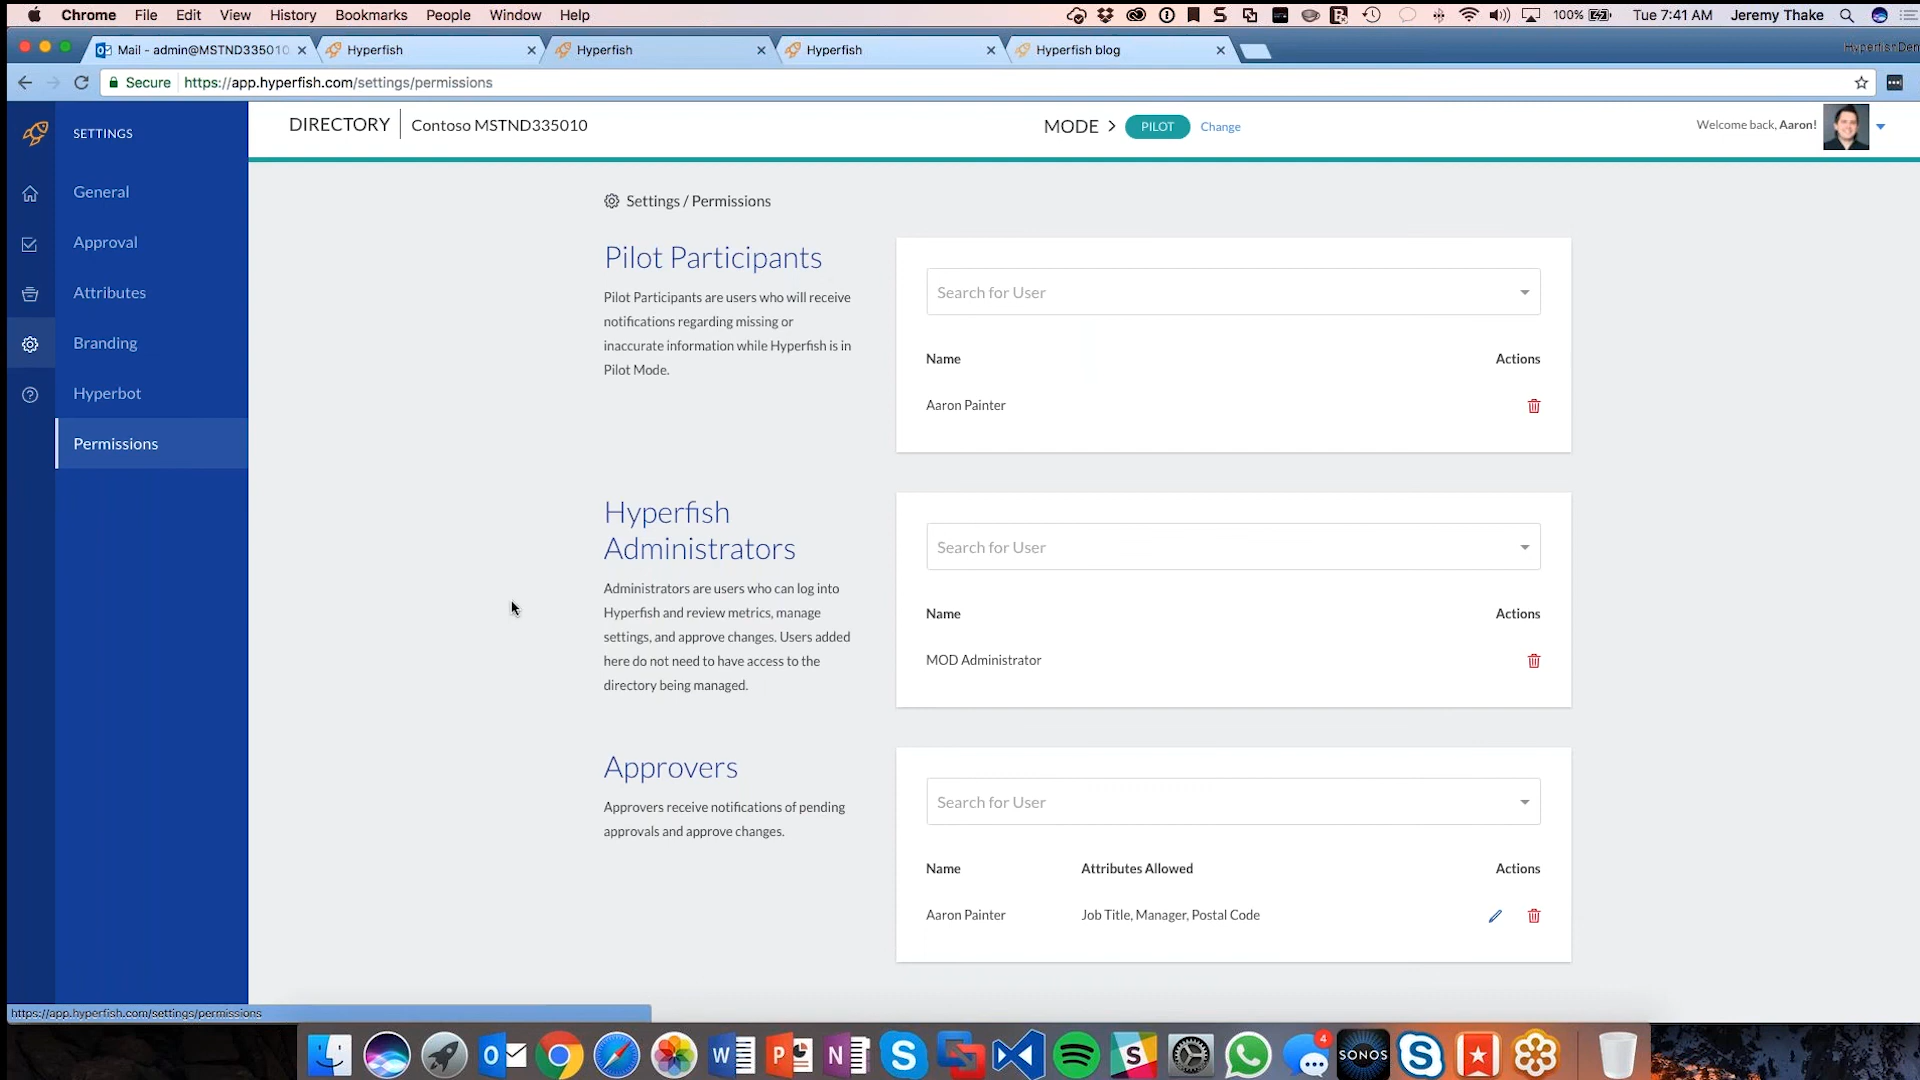 Chrome File Edit View History Bookmarks People Window Help 100% Tue 7:41 AM Jeremy Thake
Mail - admin@MSTND335010 Hyperfish Hyperfish Hyperfish Hyperfish blog HyperfishDem
Secure https://app.hyperfish.com/settings/permissions
SETTINGS
General
Approval
Attributes
Branding
Hyperbot
Permissions
DIRECTORY Contoso MSTND335010 MODE PILOT Change Welcome back, Aaron!
Settings / Permissions
Pilot Participants
Pilot Participants are users who will receive
notifications regarding missing or
inaccurate information while Hyperfish is in
Pilot Mode.
Search for User
Name Actions
Aaron Painter
Hyperfish
Administrators
Administrators are users who can log into
Hyperfish and review metrics, manage
settings, and approve changes. Users added
here do not need to have access to the
directory being managed.
Search for User
Name Actions
MOD Administrator
Approvers
Approvers receive notifications of pending
approvals and approve changes.
Search for User
Name Attributes Allowed Actions
Aaron Painter Job Title, Manager, Postal Code
https://app.hyperfish.com/settings/permissions
4
SONOS